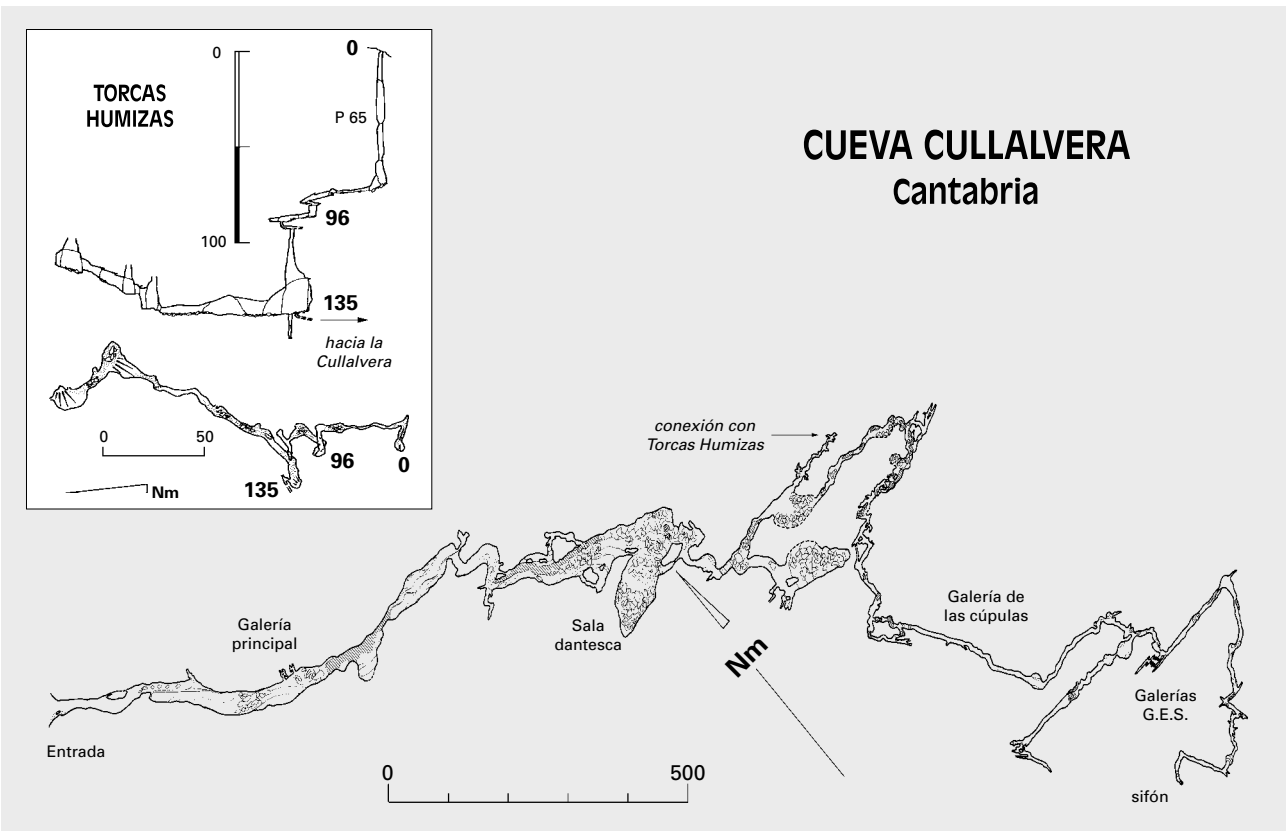 TORCAS
HUMIZAS
0
100
0
P 65
96
135
hacia la
Cullalvera
0 50
96
0
135
Nm
CUEVA CULLALVERA
Cantabria
conexión con
Torcas Humizas
Galería
principal
Sala
dantesca
Nm
Galería de
las cúpulas
Galerías
G.E.S.
Entrada
sifón
0 500